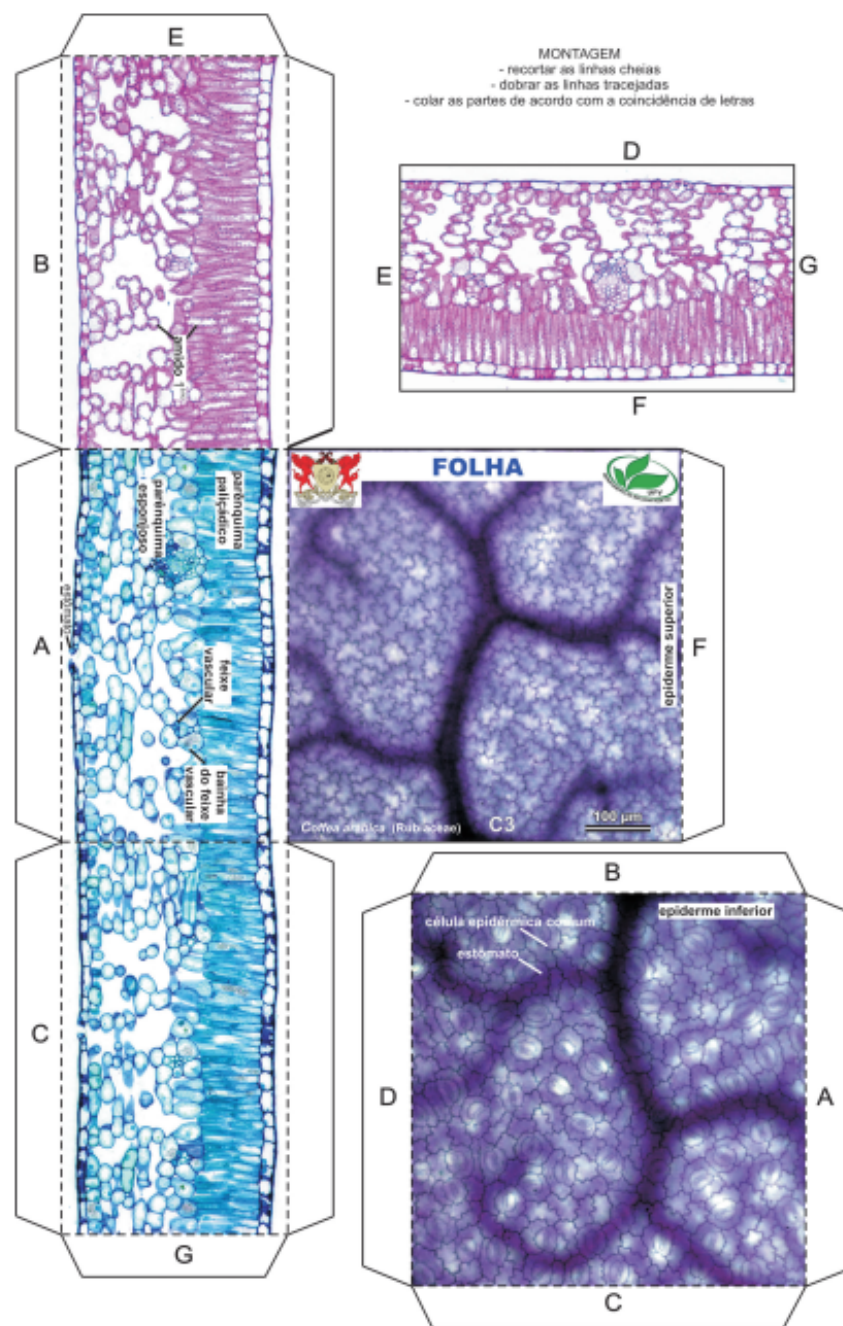 E
MONTAGEM
- recortar as linhas cheias
- dobrar as linhas tracejadas
- colar as partes de acordo com a coincidência de letras
D
B
E
G
amido
F
FOLHA
parênquima
paliçádico
parênquima
esponjoso
estômato
A
epiderme superior
F
feixe
vascular
bainha
do feixe
vascular
Coffea arabica (Rubiaceae)
C3
100 µm
B
epiderme inferior
célula epidérmica comum
estômato
C
D
A
G
C